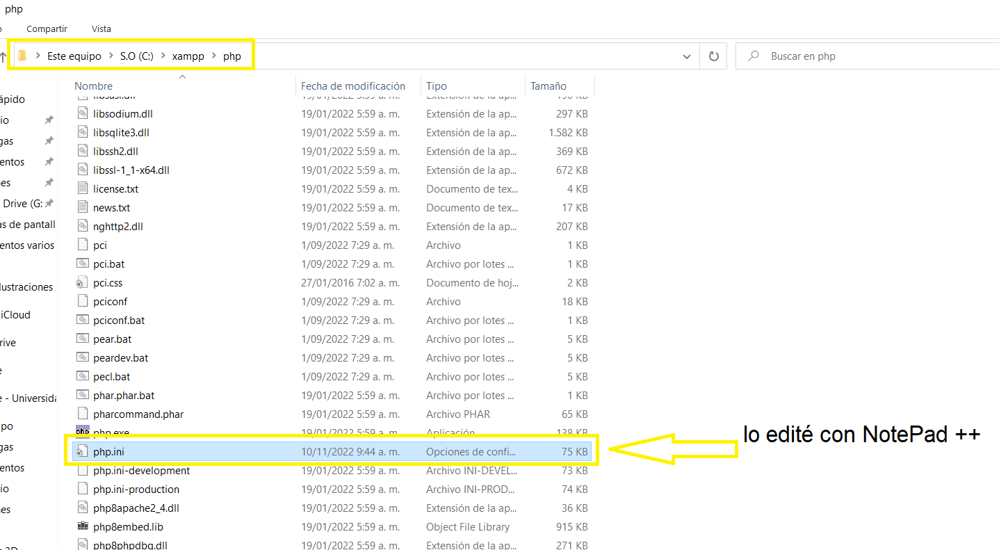 php
Compartir Vista
Este equipo > S.O (C:) > xampp > php
Buscar en php
Nombre Fecha de modificación Tipo Tamaño
libsasl.dll 19/01/2022 5:59 a. m. Extensión de la ap...
libsodium.dll 19/01/2022 5:59 a. m. Extensión de la ap... 297 KB
libsqlite3.dll 19/01/2022 5:59 a. m. Extensión de la ap... 1.582 KB
libssh2.dll 19/01/2022 5:59 a. m. Extensión de la ap... 369 KB
libssl-1_1-x64.dll 19/01/2022 5:59 a. m. Extensión de la ap... 672 KB
license.txt 19/01/2022 5:59 a. m. Documento de tex... 4 KB
news.txt 19/01/2022 5:59 a. m. Documento de tex... 17 KB
nghttp2.dll 19/01/2022 5:59 a. m. Extensión de la ap... 207 KB
pci 1/09/2022 7:29 a. m. Archivo 1 KB
pci.bat 1/09/2022 7:29 a. m. Archivo por lotes ... 1 KB
pci.css 27/01/2016 7:02 a. m. Documento de hoj... 2 KB
pciconf 1/09/2022 7:29 a. m. Archivo 18 KB
pciconf.bat 1/09/2022 7:29 a. m. Archivo por lotes ... 1 KB
pear.bat 1/09/2022 7:29 a. m. Archivo por lotes ... 5 KB
peardev.bat 1/09/2022 7:29 a. m. Archivo por lotes ... 5 KB
pecl.bat 1/09/2022 7:29 a. m. Archivo por lotes ... 5 KB
phar.phar.bat 19/01/2022 5:59 a. m. Archivo por lotes ... 1 KB
pharcommand.phar 19/01/2022 5:59 a. m. Archivo PHAR 65 KB
php.exe 19/01/2022 5:59 a. m. Aplicación 138 KB
php.ini 10/11/2022 9:44 a. m. Opciones de confi... 75 KB
php.ini-development 19/01/2022 5:59 a. m. Archivo INI-DEVEL... 73 KB
php.ini-production 19/01/2022 5:59 a. m. Archivo INI-PROD... 74 KB
php8apache2_4.dll 19/01/2022 5:59 a. m. Extensión de la ap... 36 KB
php8embed.lib 19/01/2022 5:59 a. m. Object File Library 915 KB
php8phpdbg.dll 19/01/2022 5:59 a. m. Extensión de la ap... 271 KB
ápido
io
gas
entos
nes
Drive (G:
as de pantall
entos varios
lustraciones
iCloud
rive
e
e - Universida
po
gas
entos
io
nes
lo edité con NotePad ++